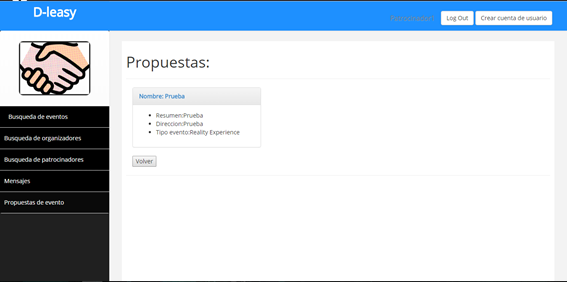 D-leasy
Log Out
Crear cuenta de usuario
Busqueda de eventos
Busqueda de organizadores
Busqueda de patrocinadores
Mensajes
Propuestas de evento
Propuestas:
Nombre: Prueba
Resumen:Prueba
Direccion:Prueba
Tipo evento:Reality Experience
Volver